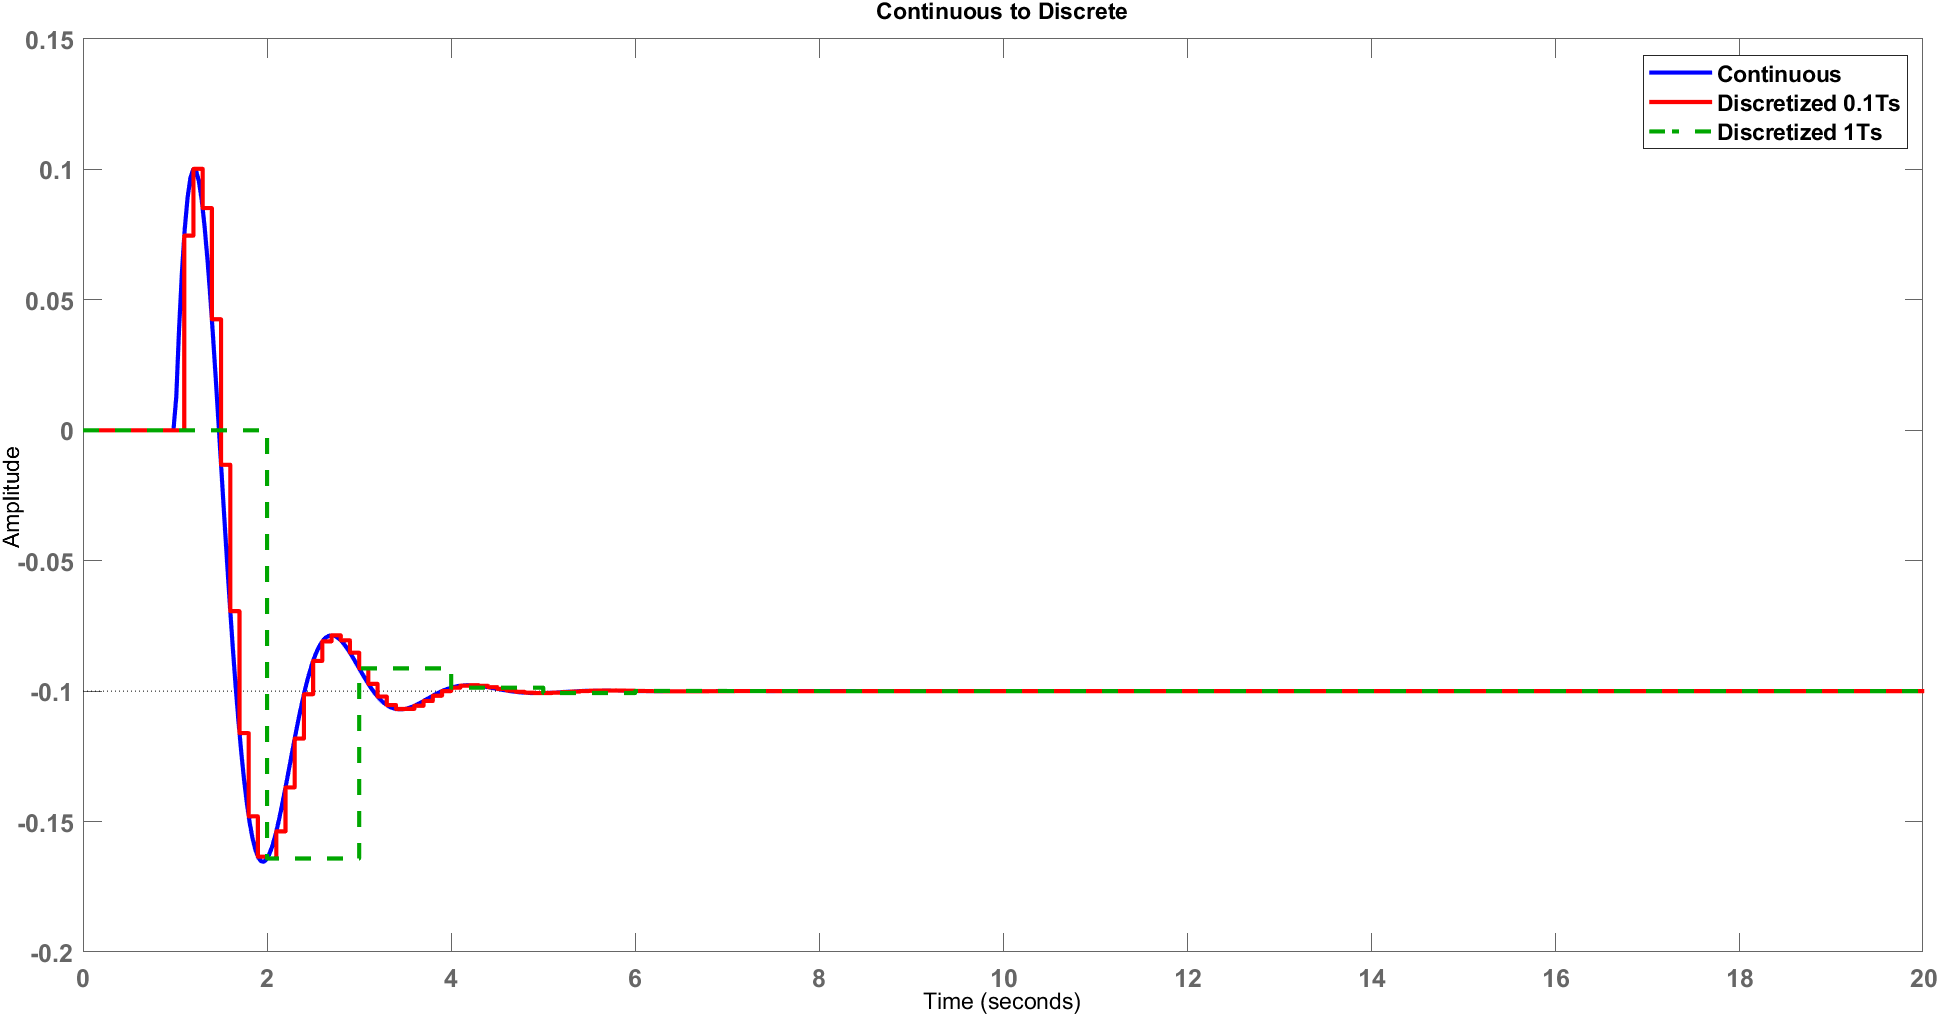 Continuous to Discrete
0.15
0.1
0.05
0
-0.05
-0.1
-0.15
-0.2
Amplitude
Continuous
Discretized 0.1Ts
Discretized 1Ts
0 2 4 6 8 10 12 14 16 18 20
Time (seconds)